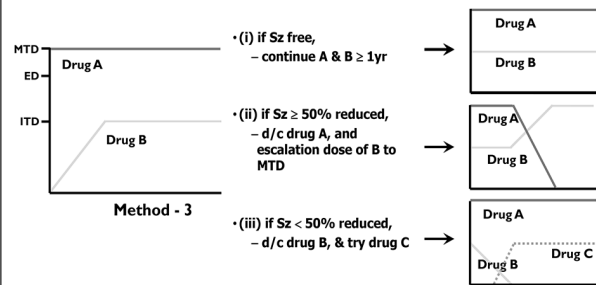 MTD
ED
ITD
Drug A
Drug B
Method - 3
• (i) if Sz free,
– continue A & B ≥ 1yr
Drug A
Drug B
• (ii) if Sz ≥ 50% reduced,
– d/c drug A, and
escalation dose of B to
MTD
Drug A
Drug B
• (iii) if Sz < 50% reduced,
– d/c drug B, & try drug C
Drug A
Drug B
Drug C